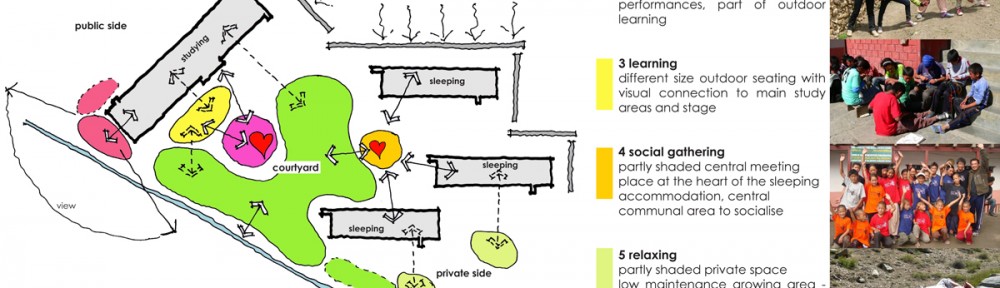 public side
studying
sleeping
courtyard
sleeping
view
sleeping
private side
performances, part of outdoor
learning
3 learning
different size outdoor seating with
visual connection to main study
areas and stage
4 social gathering
partly shaded central meeting
place at the heart of the sleeping
accommodation, central
communal area to socialise
5 relaxing
partly shaded private space
low maintenance growing area -